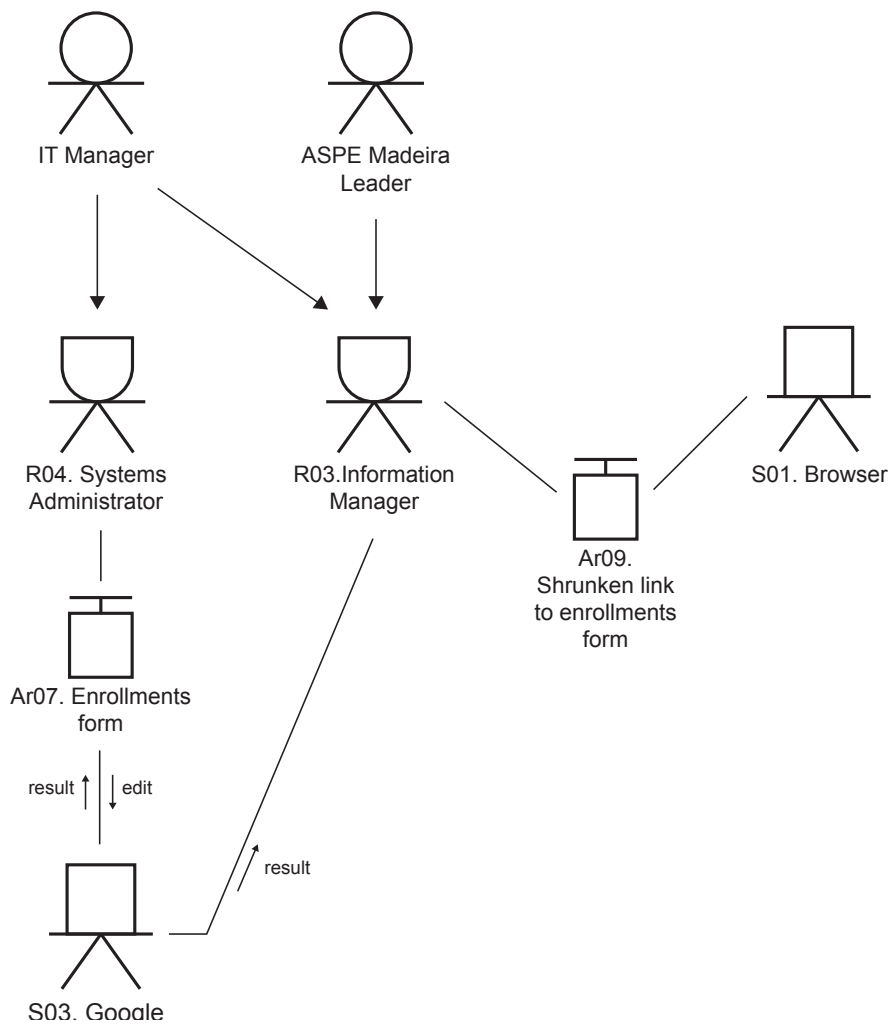 IT Manager
ASPE Madeira
Leader
R04. Systems
Administrator
R03.Information
Manager
S01. Browser
Ar09.
Shrunken link
to enrollments
form
Ar07. Enrollments
form
result
edit
result
S03. Google